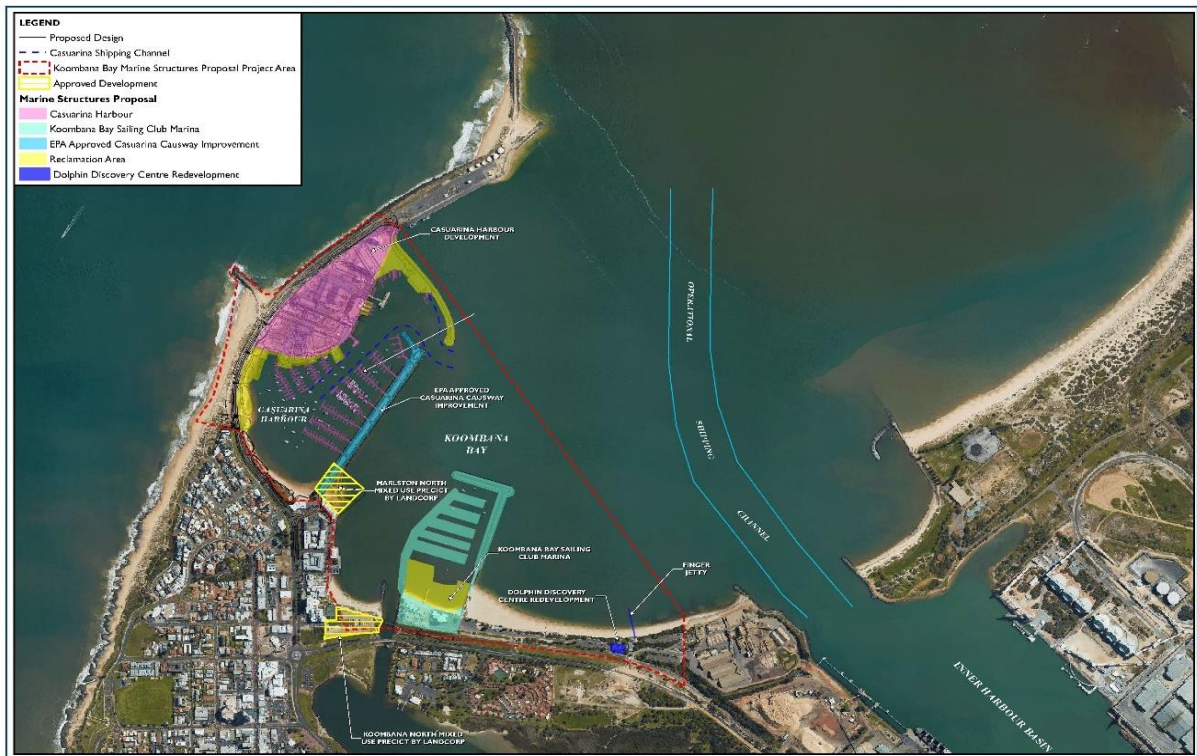 LEGEND
Proposed Design
Casuarina Shipping Channel
Koombana Bay Marine Structures Proposal Project Area
Approved Development
Marine Structures Proposal
Casuarina Harbour
Koombana Bay Sailing Club Marina
EPA Approved Casuarina Causway Improvement
Reclamation Area
Dolphin Discovery Centre Redevelopment
CASUARINA HARBOUR
DEVELOPMENT
OPERATIONAL
SHIPPING
CHANNEL
EPA APPROVED
CASUARINA CAUSWAY
IMPROVEMENT
CASUARINA
HARBOUR
KOOMBANA
BAY
MARLSTON NORTH
MIXED USE PRECICT
BY LANDCORP
KOOMBANA BAY SAILING
CLUB MARINA
FINGER
JETTY
DOLPHIN DISCOVERY
CENTRE REDEVELOPMENT
INNER HARBOUR BASIN
KOOMBANA NORTH MIXED
USE PRECICT BY LANDCORP